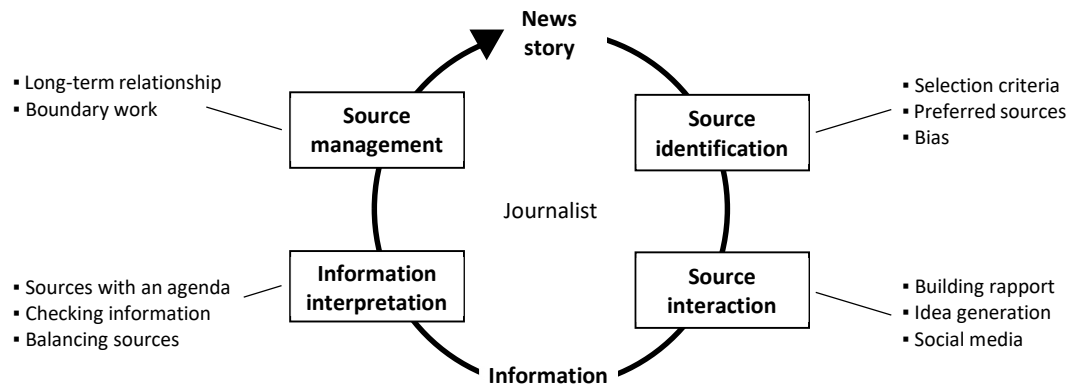 News
story
▪ Long-term relationship
▪ Boundary work
Source
management
Source
identification
▪ Selection criteria
▪ Preferred sources
▪ Bias
Journalist
▪ Sources with an agenda
▪ Checking information
▪ Balancing sources
Information
interpretation
Source
interaction
▪ Building rapport
▪ Idea generation
▪ Social media
Information